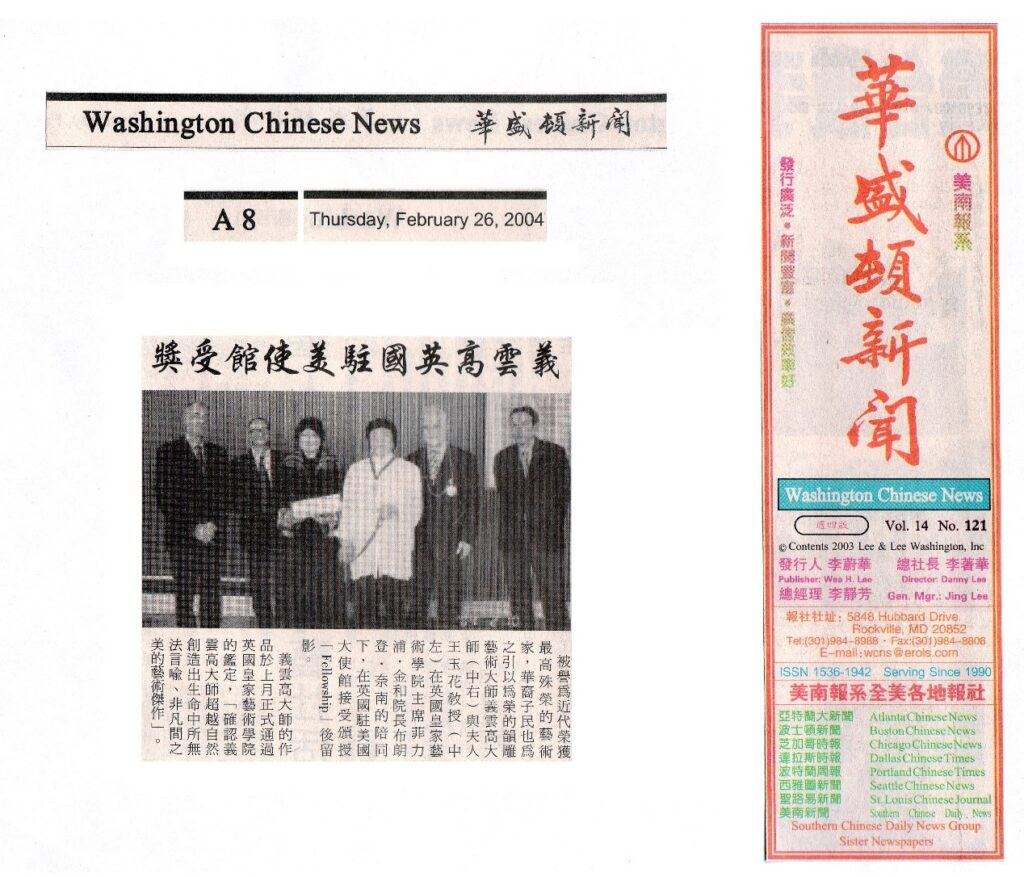 Washington Chinese News 華盛頓新聞
A 8
Thursday, February 26, 2004
義雲高英國駐美使館受獎
被譽爲近代榮獲
最高殊榮的藝術
家，華裔子民也爲
之引以爲榮的韻雕
藝術大師義雲高大
師（中右）與夫人
王玉花教授（中
左）在英國皇家藝
術學院主席菲力
浦．金和院長布朗
登．奈南的陪同
下，在英國駐美國
大使館接受頒授
「Fellowship」後留
影。
義雲高大師的作
品於上月正式通過
英國皇家藝術學院
的鑑定，「確認義
雲高大師超越自然
創造出生命中所無
法言喻、非凡間之
美的藝術傑作」。
美南報系
華盛頓新聞
發行廣泛・新聞豐富・廣告效率好
Washington Chinese News
週四版
Vol. 14 No. 121
© Contents 2003 Lee & Lee Washington, Inc
發行人 李蔚華 總社長 李著華
Publisher: Wea H. Lee Director: Danny Lee
總經理 李靜芳 Gen. Mgr.: Jing Lee
報社社址: 5848 Hubbard Drive
Rockville, MD 20852
Tel:(301)984-8988 · Fax:(301)984-8806
E-mail:wcns@erols.com
ISSN 1536-1942 Serving Since 1990
美南報系全美各地報社
亞特蘭大新聞 Atlanta Chinese News
波士頓新聞 Boston Chinese News
芝加哥時報 Chicago Chinese News
達拉斯時報 Dallas Chinese Times
波特蘭周報 Portland Chinese Times
西雅圖新聞 Seattle Chinese News
聖路易新聞 St. Louis Chinese Journal
美南新聞 Southern Chinese Daily News
Southern Chinese Daily News Group
Sister Newspapers